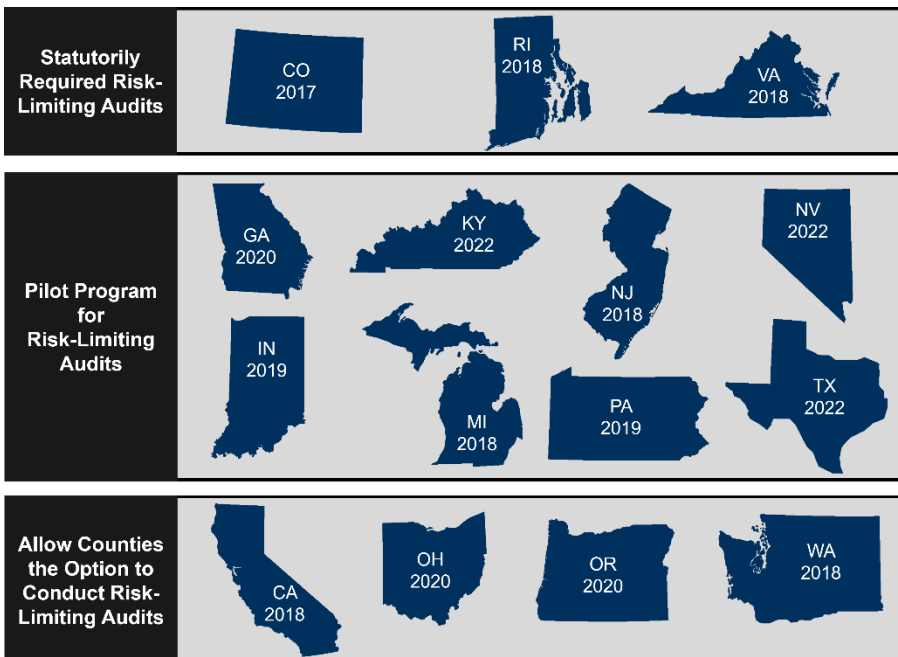 Statutorily
Required Risk-
Limiting Audits
CO
2017
RI
2018
VA
2018
Pilot Program
for
Risk-Limiting
Audits
GA
2020
KY
2022
NJ
2018
NV
2022
IN
2019
MI
2018
PA
2019
TX
2022
Allow Counties
the Option to
Conduct Risk-
Limiting Audits
CA
2018
OH
2020
OR
2020
WA
2018